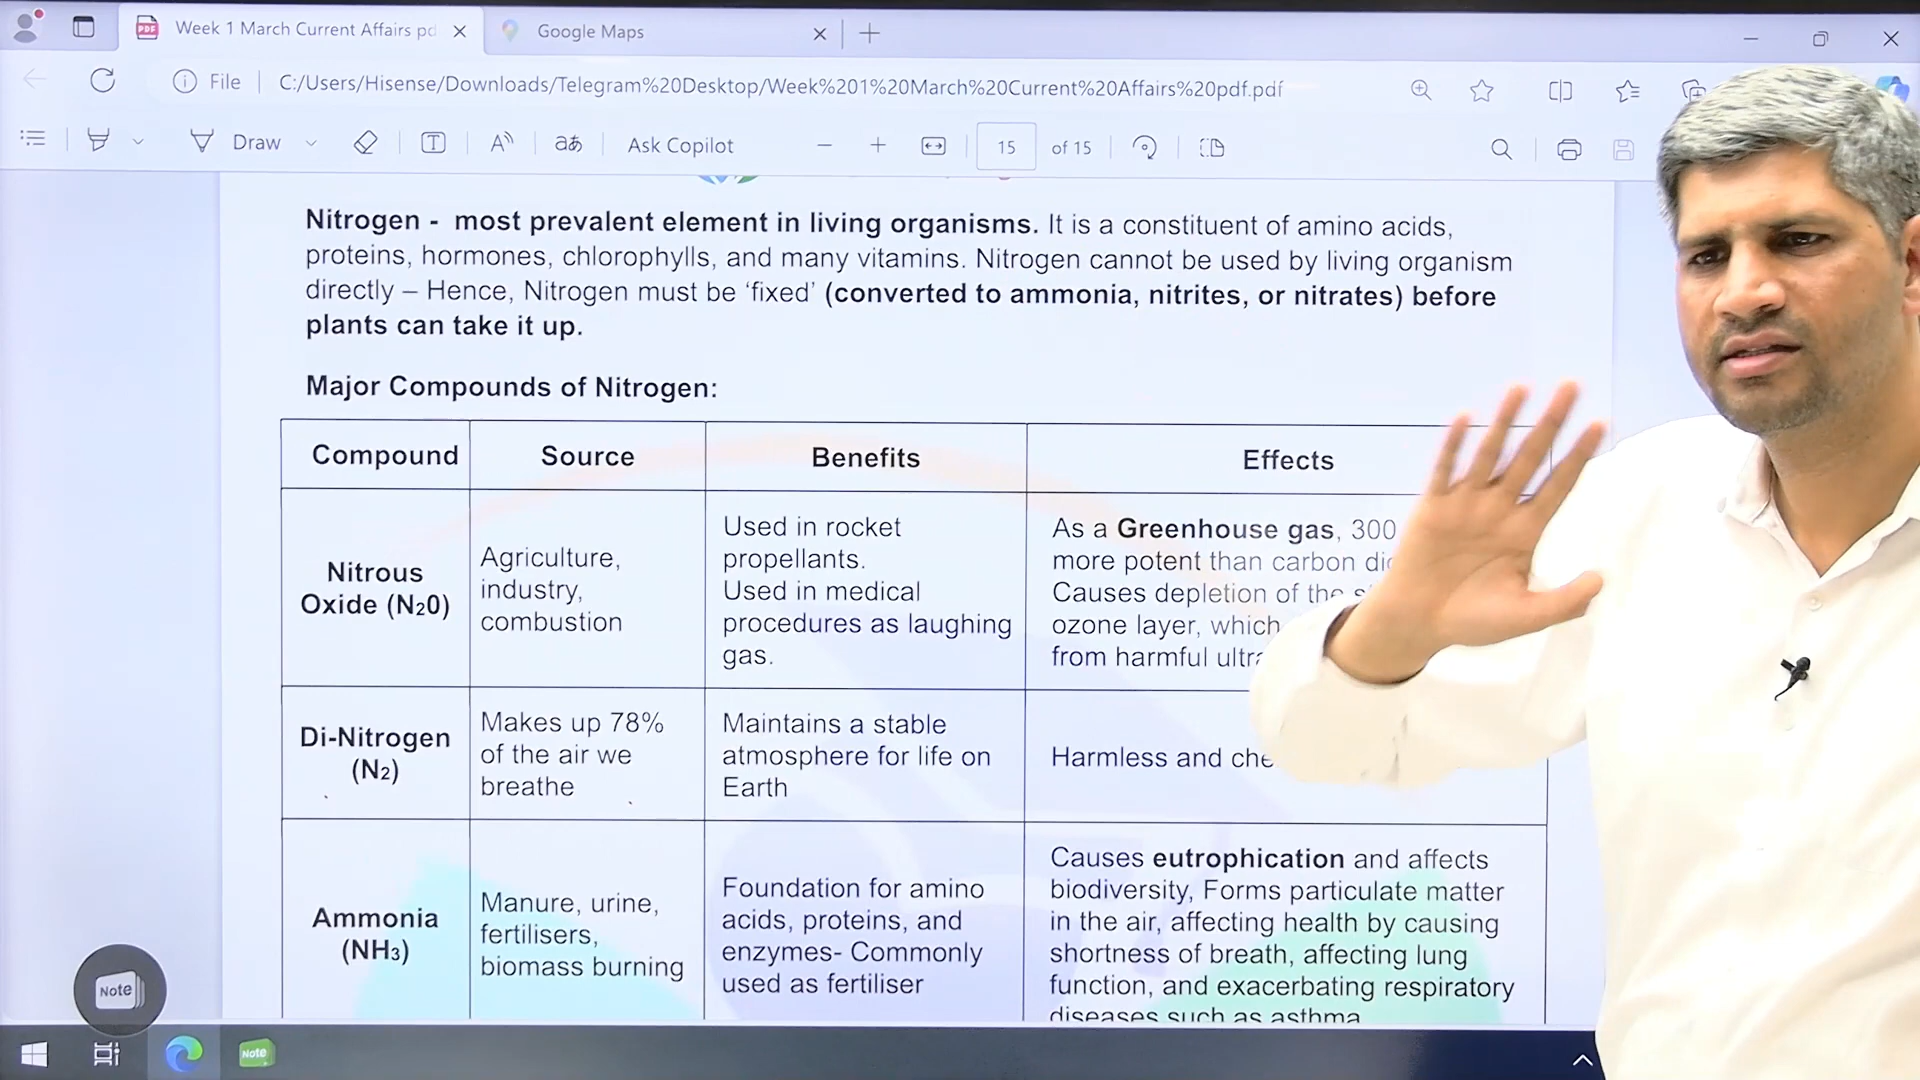 Week 1 March Current Affairs pd
Google Maps
File
C:/Users/Hisense/Downloads/Telegram%20Desktop/Week%201%20March%20Current%20Affairs%20pdf.pdf
Draw
Ask Copilot
15
of 15
Nitrogen - most prevalent element in living organisms. It is a constituent of amino acids,
proteins, hormones, chlorophylls, and many vitamins. Nitrogen cannot be used by living organism
directly – Hence, Nitrogen must be ‘fixed’ (converted to ammonia, nitrites, or nitrates) before
plants can take it up.
Major Compounds of Nitrogen:
Compound
Source
Benefits
Effects
Nitrous
Oxide (N20)
Agriculture,
industry,
combustion
Used in rocket
propellants.
Used in medical
procedures as laughing
gas.
As a Greenhouse gas, 300
more potent than carbon
Causes depletion of the
ozone layer, which
from harmful
Di-Nitrogen
(N2)
Makes up 78%
of the air we
breathe
Maintains a stable
atmosphere for life on
Earth
Harmless and
Ammonia
(NH3)
Manure, urine,
fertilisers,
biomass burning
Foundation for amino
acids, proteins, and
enzymes- Commonly
used as fertiliser
Causes eutrophication and affects
biodiversity, Forms particulate matter
in the air, affecting health by causing
shortness of breath, affecting lung
function, and exacerbating respiratory
diseases such as asthma
Note
Note